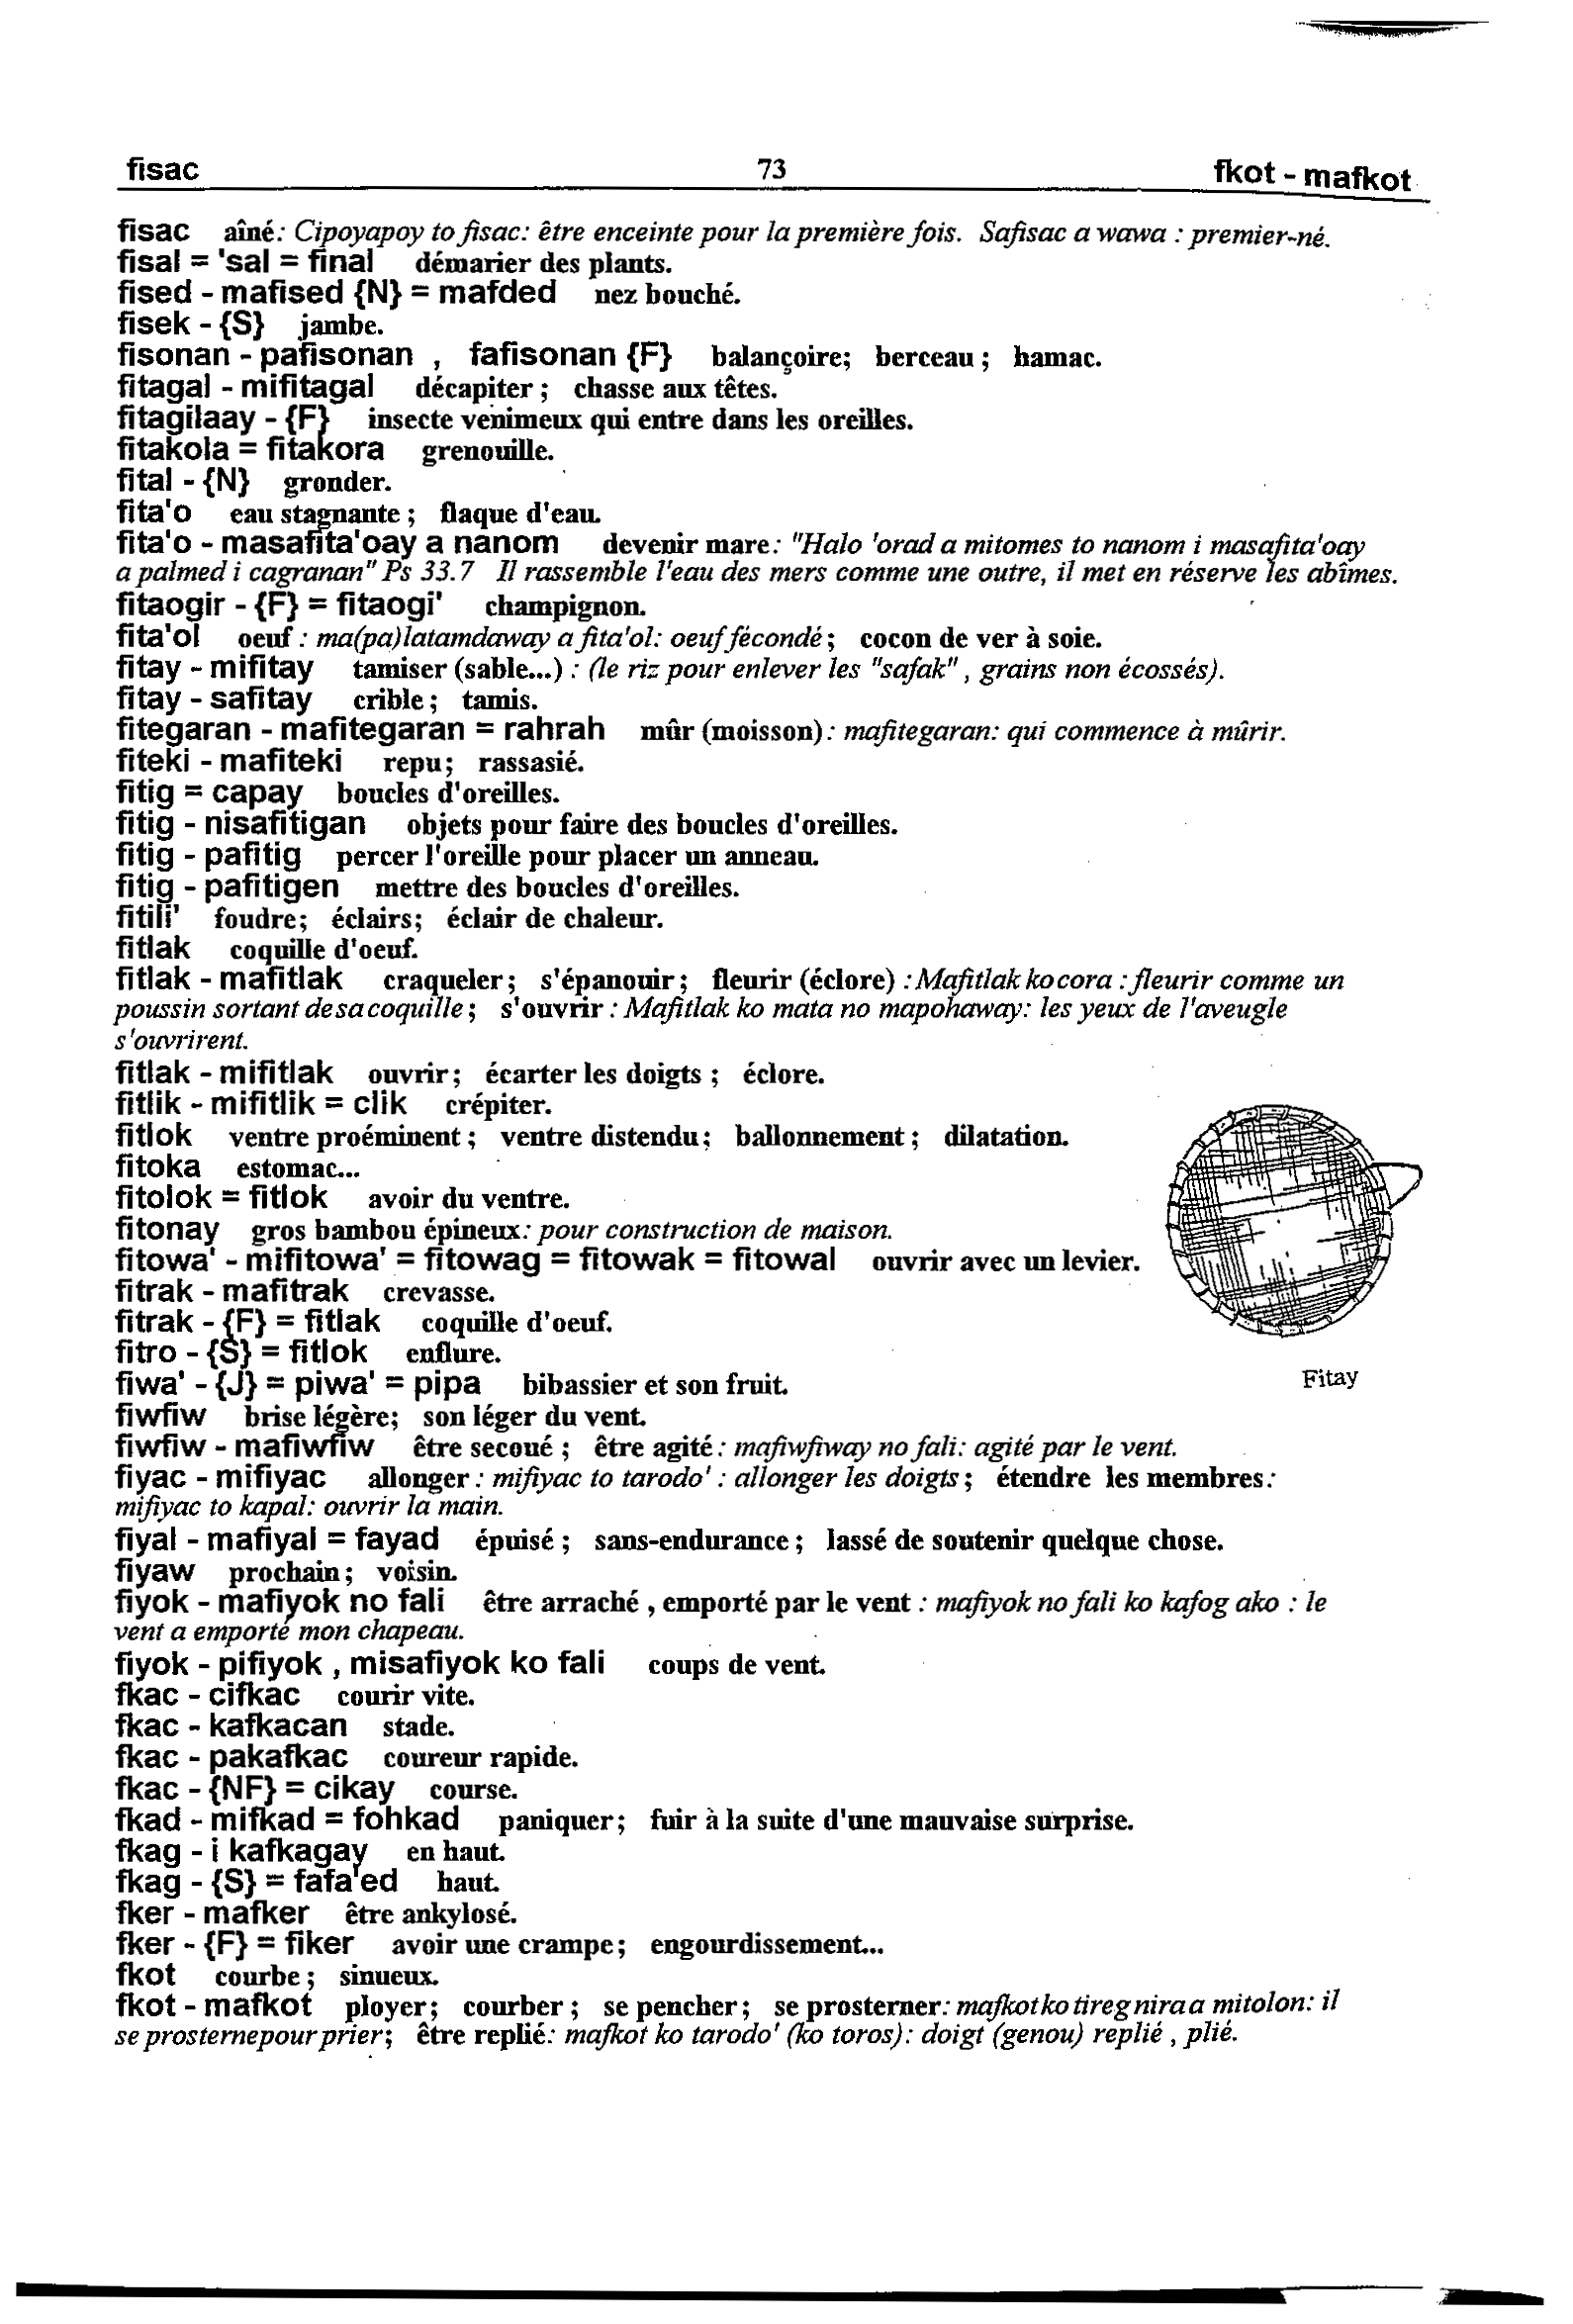 fisac 73 fkot - mafkot
fisac aîné: Cipoyapoy to fisac: être enceinte pour la première fois. Safisac a wawa : premier-né.
fisal = 'sal = final démarier des plants.
fised - mafised {N} = mafded nez bouché.
fisek - {S} jambe.
fisonan - pafisonan , fafisonan {F} balançoire; berceau ; hamac.
fitagal - mifitagal décapiter ; chasse aux têtes.
fitagilaay - {F} insecte venimeux qui entre dans les oreilles.
fitakola = fitakora grenouille.
fital - {N} gronder.
fita'o eau stagnante ; flaque d'eau.
fita'o - masafita'oay a nanom devenir mare: "Halo 'orad a mitomes to nanom i masafita'oay
a palmed i cagranan" Ps 33.7 Il rassemble l'eau des mers comme une outre, il met en réserve les abîmes.
fitaogir - {F} = fitaogi' champignon.
fita'ol oeuf : ma(pa)latamdaway a fita'ol: oeuf fécondé ; cocon de ver à soie.
fitay - mifitay tamiser (sable...) : (le riz pour enlever les "safak" , grains non écossés).
fitay - safitay crible ; tamis.
fitegaran - mafitegaran = rahrah mûr (moisson) : mafitegaran: qui commence à mûrir.
fiteki - mafiteki repu; rassasié.
fitig = capay boucles d'oreilles.
fitig - nisafitigan objets pour faire des boucles d'oreilles.
fitig - pafitig percer l'oreille pour placer un anneau.
fitig - pafitigen mettre des boucles d'oreilles.
fitili' foudre; éclairs; éclair de chaleur.
fitlak coquille d'oeuf.
fitlak - mafitlak craqueler ; s'épanouir ; fleurir (éclore) : Mafitlak ko cora : fleurir comme un
poussin sortant de sa coquille ; s'ouvrir : Mafitlak ko mata no mapohaway: les yeux de l'aveugle
s'ouvrirent.
fitlak - mifitlak ouvrir; écarter les doigts ; éclore.
fitlik - mifitlik = clik crépiter.
fitlok ventre proéminent ; ventre distendu; ballonnement ; dilatation.
fitoka estomac...
fitolok = fitlok avoir du ventre.
fitonay gros bambou épineux: pour construction de maison.
fitowa' - mifitowa' = fitowag = fitowak = fitowal ouvrir avec un levier.
fitrak - mafitrak crevasse.
fitrak - {F} = fitlak coquille d'oeuf.
fitro - {S} = fitlok enflure.
fiwa' - {J} = piwa' = pipa bibassier et son fruit.
Fitay
fiwfiw brise légère; son léger du vent.
fiwfiw - mafiwfiw être secoué ; être agité : mafiwfiway no fali: agité par le vent.
fiyac - mifiyac allonger : mifiyac to tarodo' : allonger les doigts ; étendre les membres:
mifiyac to kapal: ouvrir la main.
fiyal - mafiyal = fayad épuisé ; sans-endurance ; lassé de soutenir quelque chose.
fiyaw prochain ; voisin.
fiyok - mafiyok no fali être arraché , emporté par le vent : mafiyok no fali ko kafog ako : le
vent a emporté mon chapeau.
fiyok - pifiyok , misafiyok ko fali coups de vent.
fkac - cifkac courir vite.
fkac - kafkacan stade.
fkac - pakafkac coureur rapide.
fkac - {NF} = cikay course.
fkad - mifkad = fohkad paniquer; fuir à la suite d'une mauvaise surprise.
fkag - i kafkagay en haut.
fkag - {S} = fafa'ed haut.
fker - mafker être ankylosé.
fker - {F} = fiker avoir une crampe ; engourdissement...
fkot courbe ; sinueux.
fkot - mafkot ployer; courber ; se pencher ; se prosterner: mafkot ko tireg nira a mitolon: il
se prosterne pour prier; être replié: mafkot ko tarodo' (ko toros): doigt (genou) replié , plié.